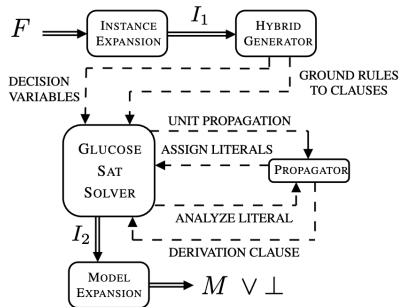 F
INSTANCE
EXPANSION
I₁
HYBRID
GENERATOR
DECISION
VARIABLES
GROUND RULES
TO CLAUSES
GLUCOSE
SAT
SOLVER
UNIT PROPAGATION
ASSIGN LITERALS
PROPAGATOR
ANALYZE LITERAL
DERIVATION CLAUSE
I₂
MODEL
EXPANSION
M ∨ ⊥